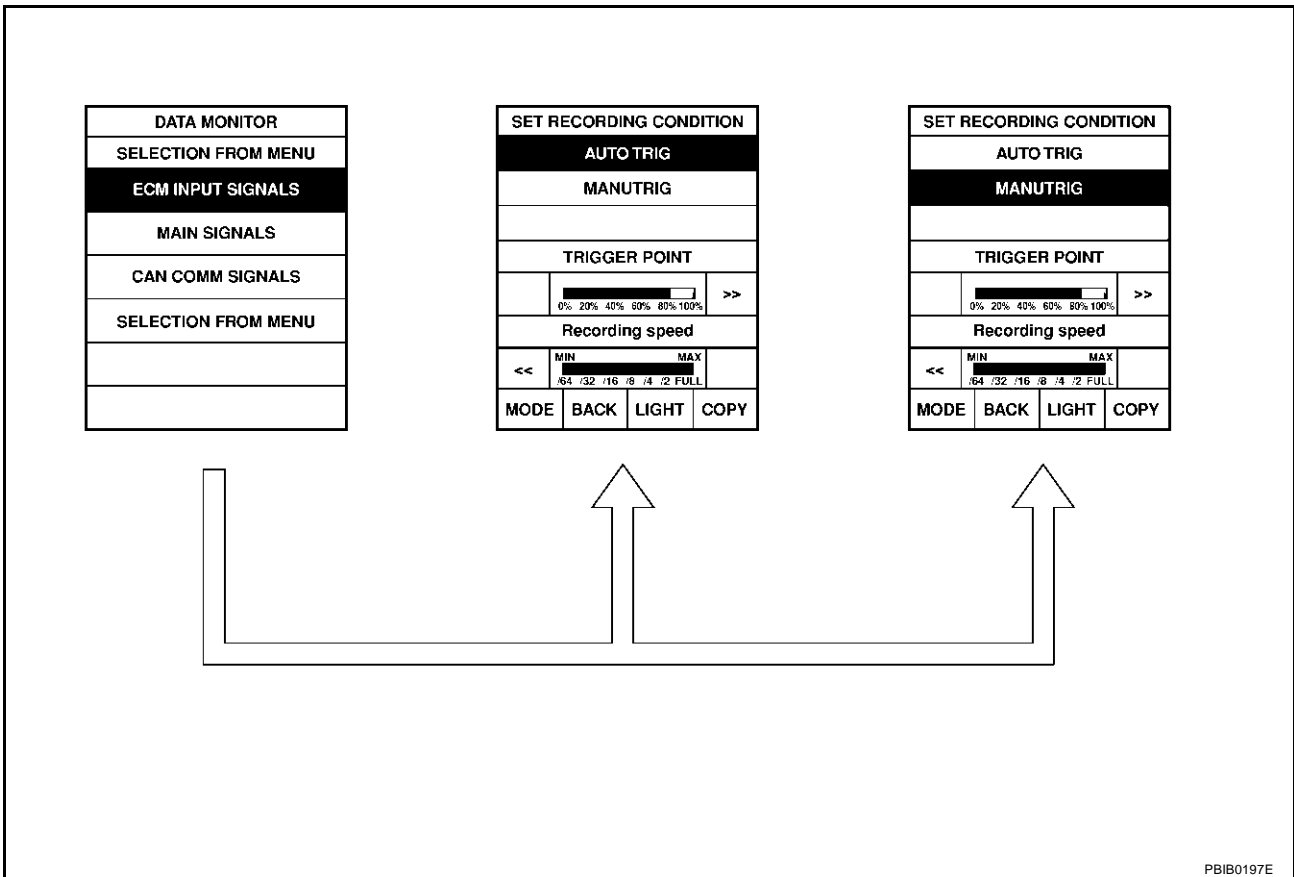 DATA MONITOR
SELECTION FROM MENU
ECM INPUT SIGNALS
MAIN SIGNALS
CAN COMM SIGNALS
SELECTION FROM MENU
SET RECORDING CONDITION
AUTO TRIG
MANUTRIG
TRIGGER POINT
>>
0% 20% 40% 60% 80% 100%
Recording speed
MIN MAX
<<
/64 /32 /16 /8 /4 /2 FULL
MODE BACK LIGHT COPY
SET RECORDING CONDITION
AUTO TRIG
MANUTRIG
TRIGGER POINT
>>
0% 20% 40% 60% 80% 100%
Recording speed
MIN MAX
<<
/64 /32 /16 /8 /4 /2 FULL
MODE BACK LIGHT COPY
PBIB0197E